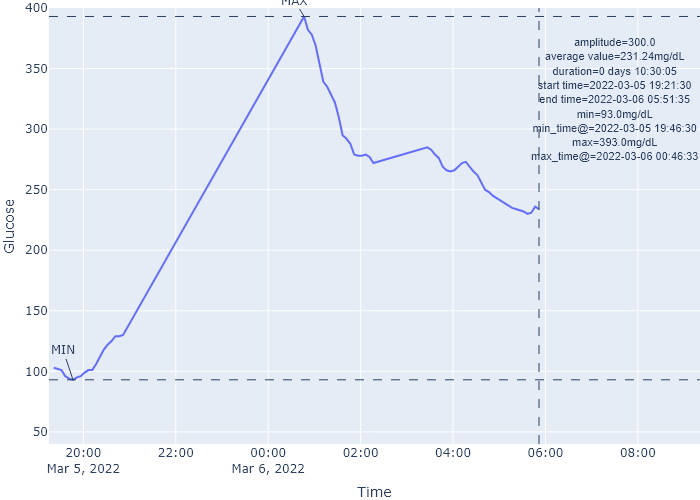 MAX
400
350
300
250
200
150
100
50
Glucose
amplitude=300.0
average value=231.24mg/dL
duration=0 days 10:30:05
start time=2022-03-05 19:21:30
end time=2022-03-06 05:51:35
min=93.0mg/dL
min_time@=2022-03-05 19:46:30
max=393.0mg/dL
max_time@=2022-03-06 00:46:33
MIN
20:00 22:00 00:00 02:00 04:00 06:00 08:00
Mar 5, 2022 Mar 6, 2022
Time